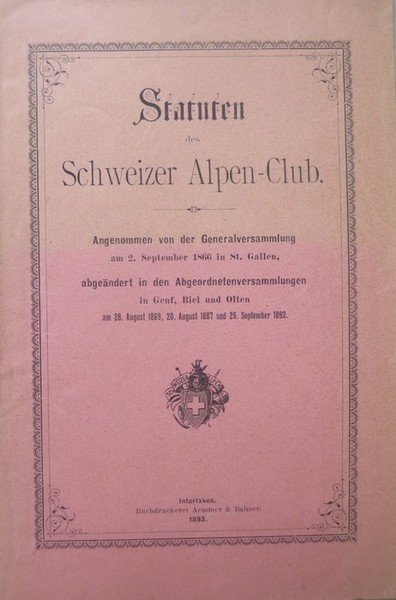 Statuten
des
Schweizer Alpen-Club.
Angenommen von der Generalversammlung
am 2. September 1866 in St. Gallen,
abgeändert in den Abgeordnetenversammlungen
in Genf, Biel und Olten
am 28. August 1869, 20. August 1887 und 26. September 1892.
Interlaken.
Buchdruckerei Aemmer & Balmer.
1893.